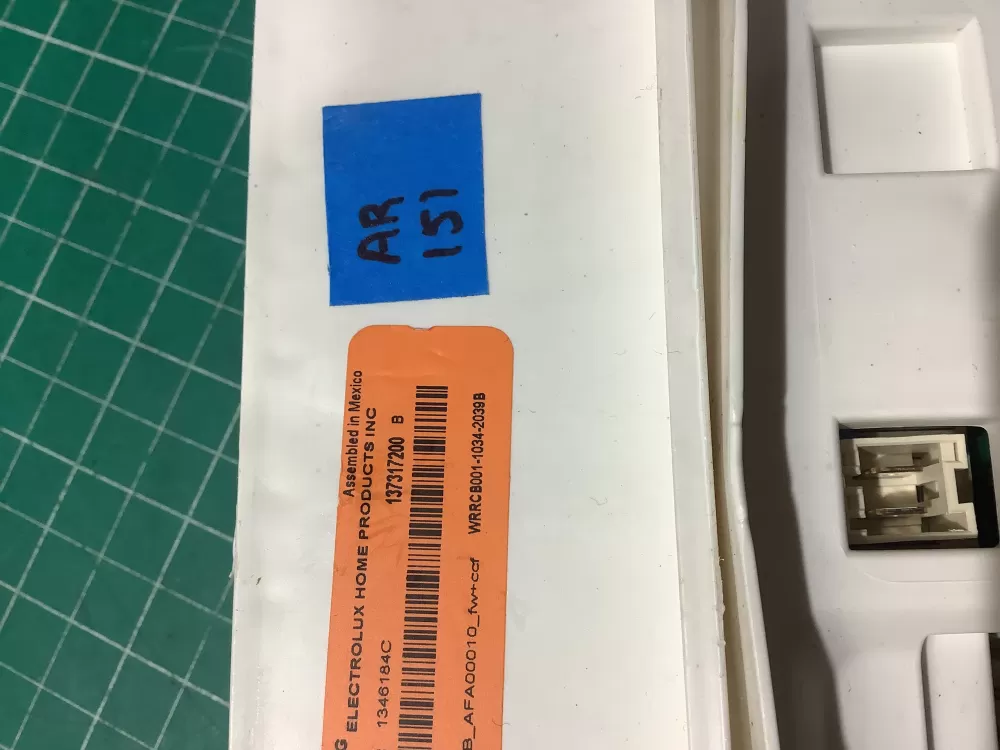 AR
151
Assembled in Mexico
G ELECTROLUX HOME PRODUCTS INC
1346184C 137317200 B
B_AFA00010_fw+ccf WRRCB001-1034-2039B